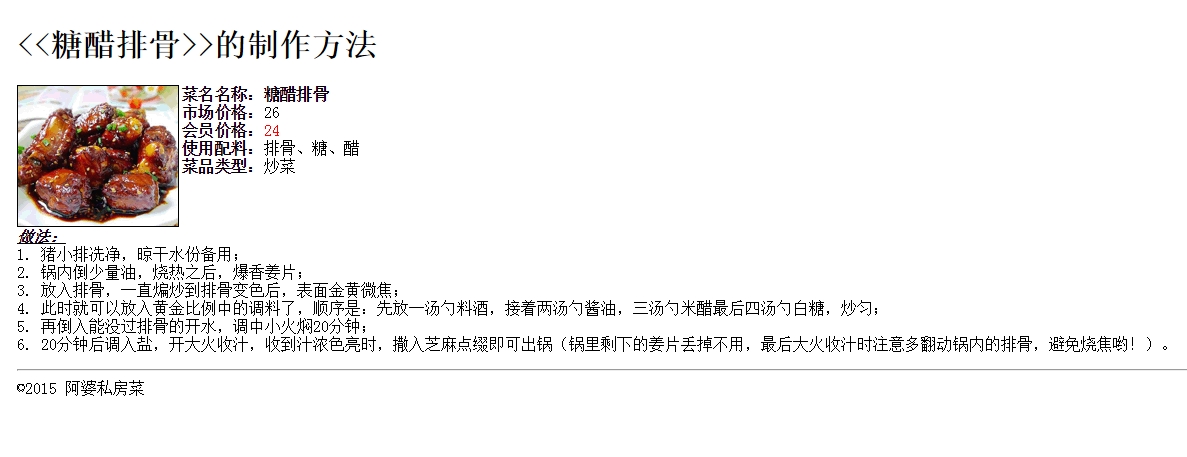 <<糖醋排骨>>的制作方法
菜名名称：糖醋排骨
市场价格：26
会员价格：24
使用配料：排骨、糖、醋
菜品类型：炒菜
做法：
1. 猪小排洗净，晾干水份备用；
2. 锅内倒少量油，烧热之后，爆香姜片；
3. 放入排骨，一直煸炒到排骨变色后，表面金黄微焦；
4. 此时就可以放入黄金比例中的调料了，顺序是：先放一汤勺料酒，接着两汤勺酱油，三汤勺米醋最后四汤勺白糖，炒匀；
5. 再倒入能没过排骨的开水，调中小火焖20分钟；
6. 20分钟后调入盐，开大火收汁，收到汁浓色亮时，撒入芝麻点缀即可出锅（锅里剩下的姜片丢掉不用，最后大火收汁时注意多翻动锅内的排骨，避免烧焦哟！）。
©2015 阿婆私房菜